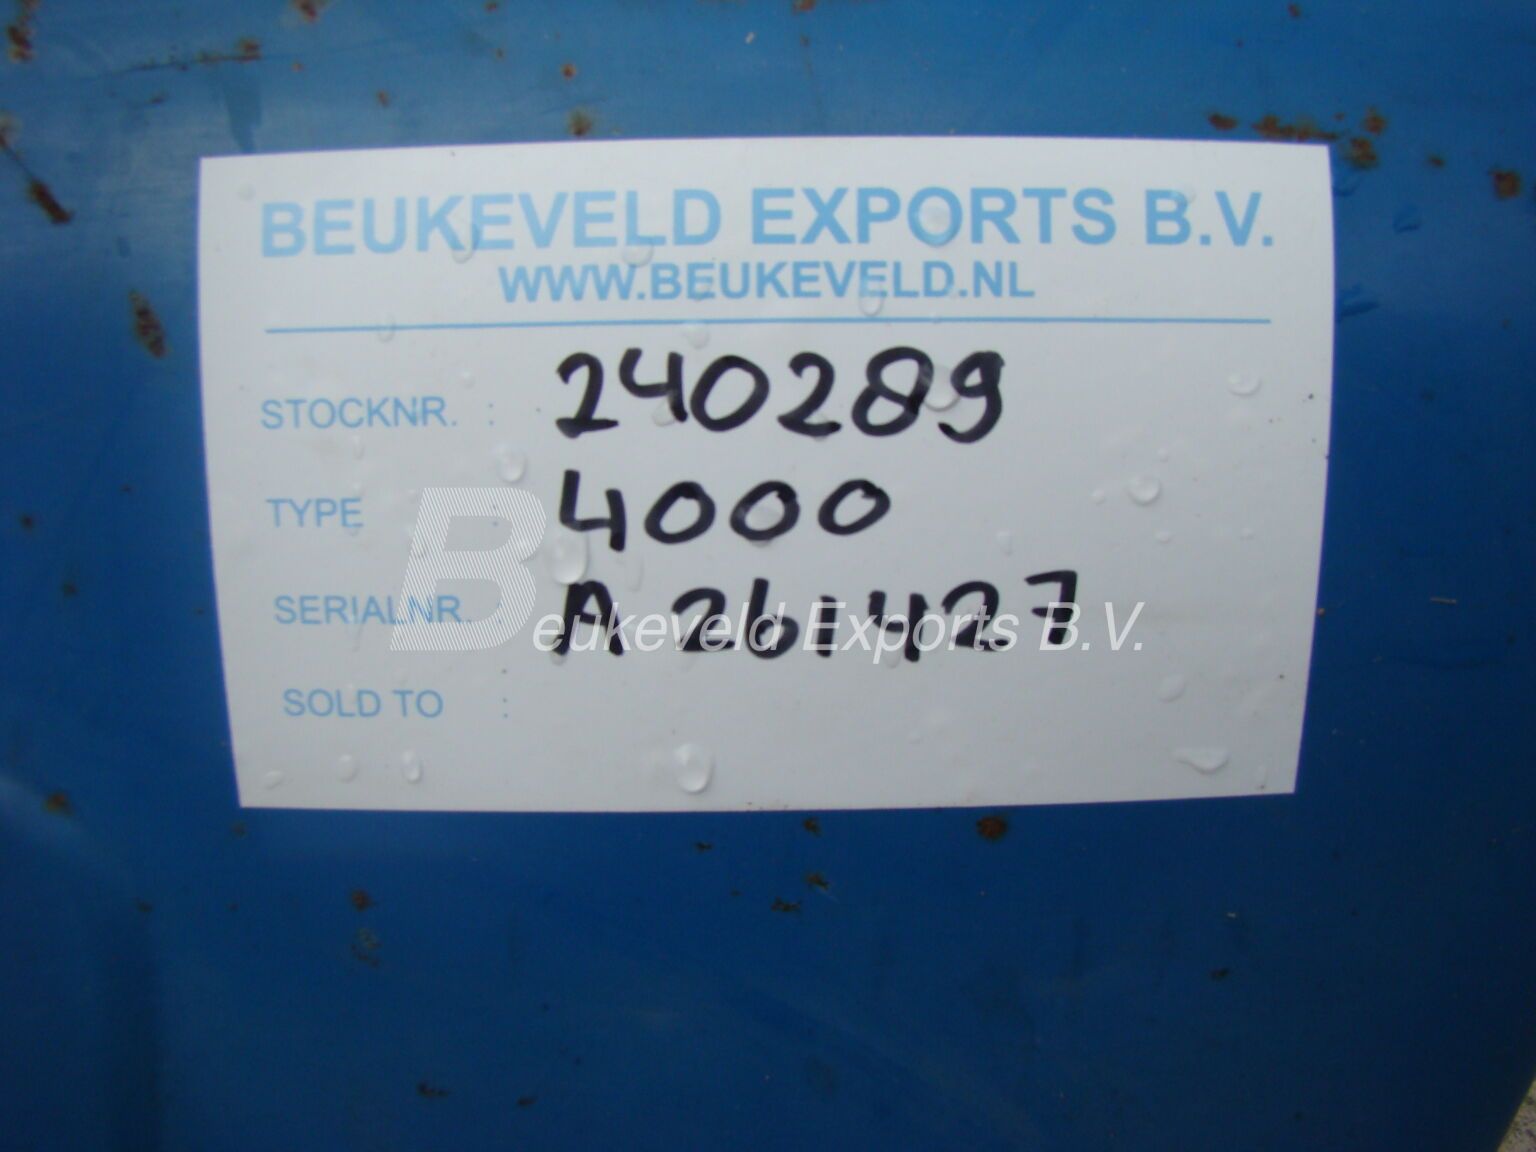 BEUKEVELD EXPORTS B.V.
WWW.BEUKEVELD.NL
STOCKNR. : 240289
TYPE : 4000
SERIALNR. : A 261427
Beukeveld Exports B.V.
SOLD TO :